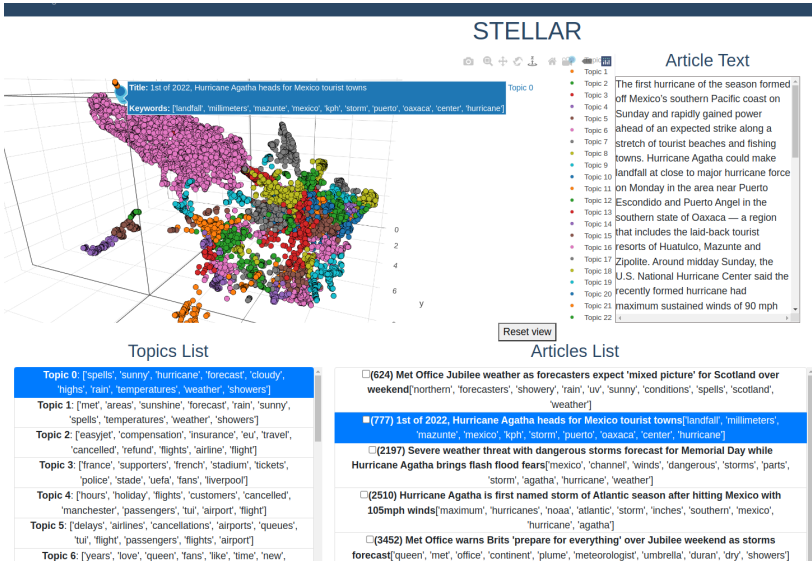 STELLAR
Article Text
Title: 1st of 2022, Hurricane Agatha heads for Mexico tourist towns
Keywords: ['landfall', 'millimeters', 'mazunte', 'mexico', 'kph', 'storm', 'puerto', 'oaxaca', 'center', 'hurricane']
Topic 0
Topic 1
Topic 2
Topic 3
Topic 4
Topic 5
Topic 6
Topic 7
Topic 8
Topic 9
Topic 10
Topic 11
Topic 12
Topic 13
Topic 14
Topic 15
Topic 16
Topic 17
Topic 18
Topic 19
Topic 20
Topic 21
Topic 22
0
2
4
6
y
The first hurricane of the season formed
off Mexico's southern Pacific coast on
Sunday and rapidly gained power
ahead of an expected strike along a
stretch of tourist beaches and fishing
towns. Hurricane Agatha could make
landfall at close to major hurricane force
on Monday in the area near Puerto
Escondido and Puerto Angel in the
southern state of Oaxaca — a region
that includes the laid-back tourist
resorts of Huatulco, Mazunte and
Zipolite. Around midday Sunday, the
U.S. National Hurricane Center said the
recently formed hurricane had
maximum sustained winds of 90 mph
Reset view
Topics List
Topic 0: ['spells', 'sunny', 'hurricane', 'forecast', 'cloudy',
'highs', 'rain', 'temperatures', 'weather', 'showers']
Topic 1: ['met', 'areas', 'sunshine', 'forecast', 'rain', 'sunny',
'spells', 'temperatures', 'weather', 'showers']
Topic 2: ['easyjet', 'compensation', 'insurance', 'eu', 'travel',
'cancelled', 'refund', 'flights', 'airline', 'flight']
Topic 3: ['france', 'supporters', 'french', 'stadium', 'tickets',
'police', 'stade', 'uefa', 'fans', 'liverpool']
Topic 4: ['hours', 'holiday', 'flights', 'customers', 'cancelled',
'manchester', 'passengers', 'tui', 'airport', 'flight']
Topic 5: ['delays', 'airlines', 'cancellations', 'airports', 'queues',
'tui', 'flight', 'passengers', 'flights', 'airport']
Topic 6: ['years', 'love', 'queen', 'fans', 'like', 'time', 'new',
Articles List
(624) Met Office Jubilee weather as forecasters expect 'mixed picture' for Scotland over
weekend['northern', 'forecasters', 'showery', 'rain', 'uv', 'sunny', 'conditions', 'spells', 'scotland',
'weather']
(777) 1st of 2022, Hurricane Agatha heads for Mexico tourist towns['landfall', 'millimeters',
'mazunte', 'mexico', 'kph', 'storm', 'puerto', 'oaxaca', 'center', 'hurricane']
(2197) Severe weather threat with dangerous storms forecast for Memorial Day while
Hurricane Agatha brings flash flood fears['mexico', 'channel', 'winds', 'dangerous', 'storms', 'parts',
'storm', 'agatha', 'hurricane', 'weather']
(2510) Hurricane Agatha is first named storm of Atlantic season after hitting Mexico with
105mph winds['maximum', 'hurricanes', 'noaa', 'atlantic', 'storm', 'inches', 'southern', 'mexico',
'hurricane', 'agatha']
(3452) Met Office warns Brits 'prepare for everything' over Jubilee weekend as storms
forecast['queen', 'met', 'office', 'continent', 'plume', 'meteorologist', 'umbrella', 'duran', 'dry', 'showers']